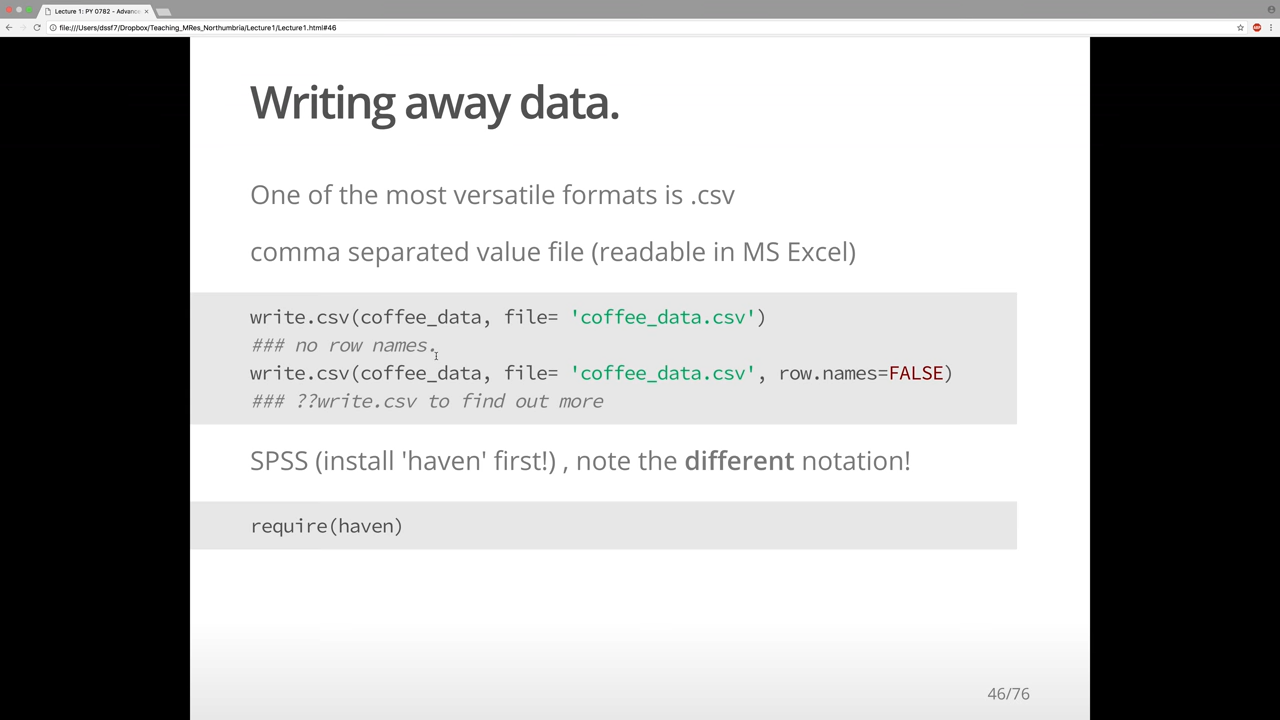 Lecture 1: PY 0782 - Advanc
file:///Users/dssf7/Dropbox/Teaching_MRes_Northumbria/Lecture1/Lecture1.html#46
Writing away data.
One of the most versatile formats is .csv
comma separated value file (readable in MS Excel)
write.csv(coffee_data, file= 'coffee_data.csv')
### no row names.
write.csv(coffee_data, file= 'coffee_data.csv', row.names=FALSE)
### ??write.csv to find out more
SPSS (install 'haven' first!) , note the different notation!
require(haven)
46/76